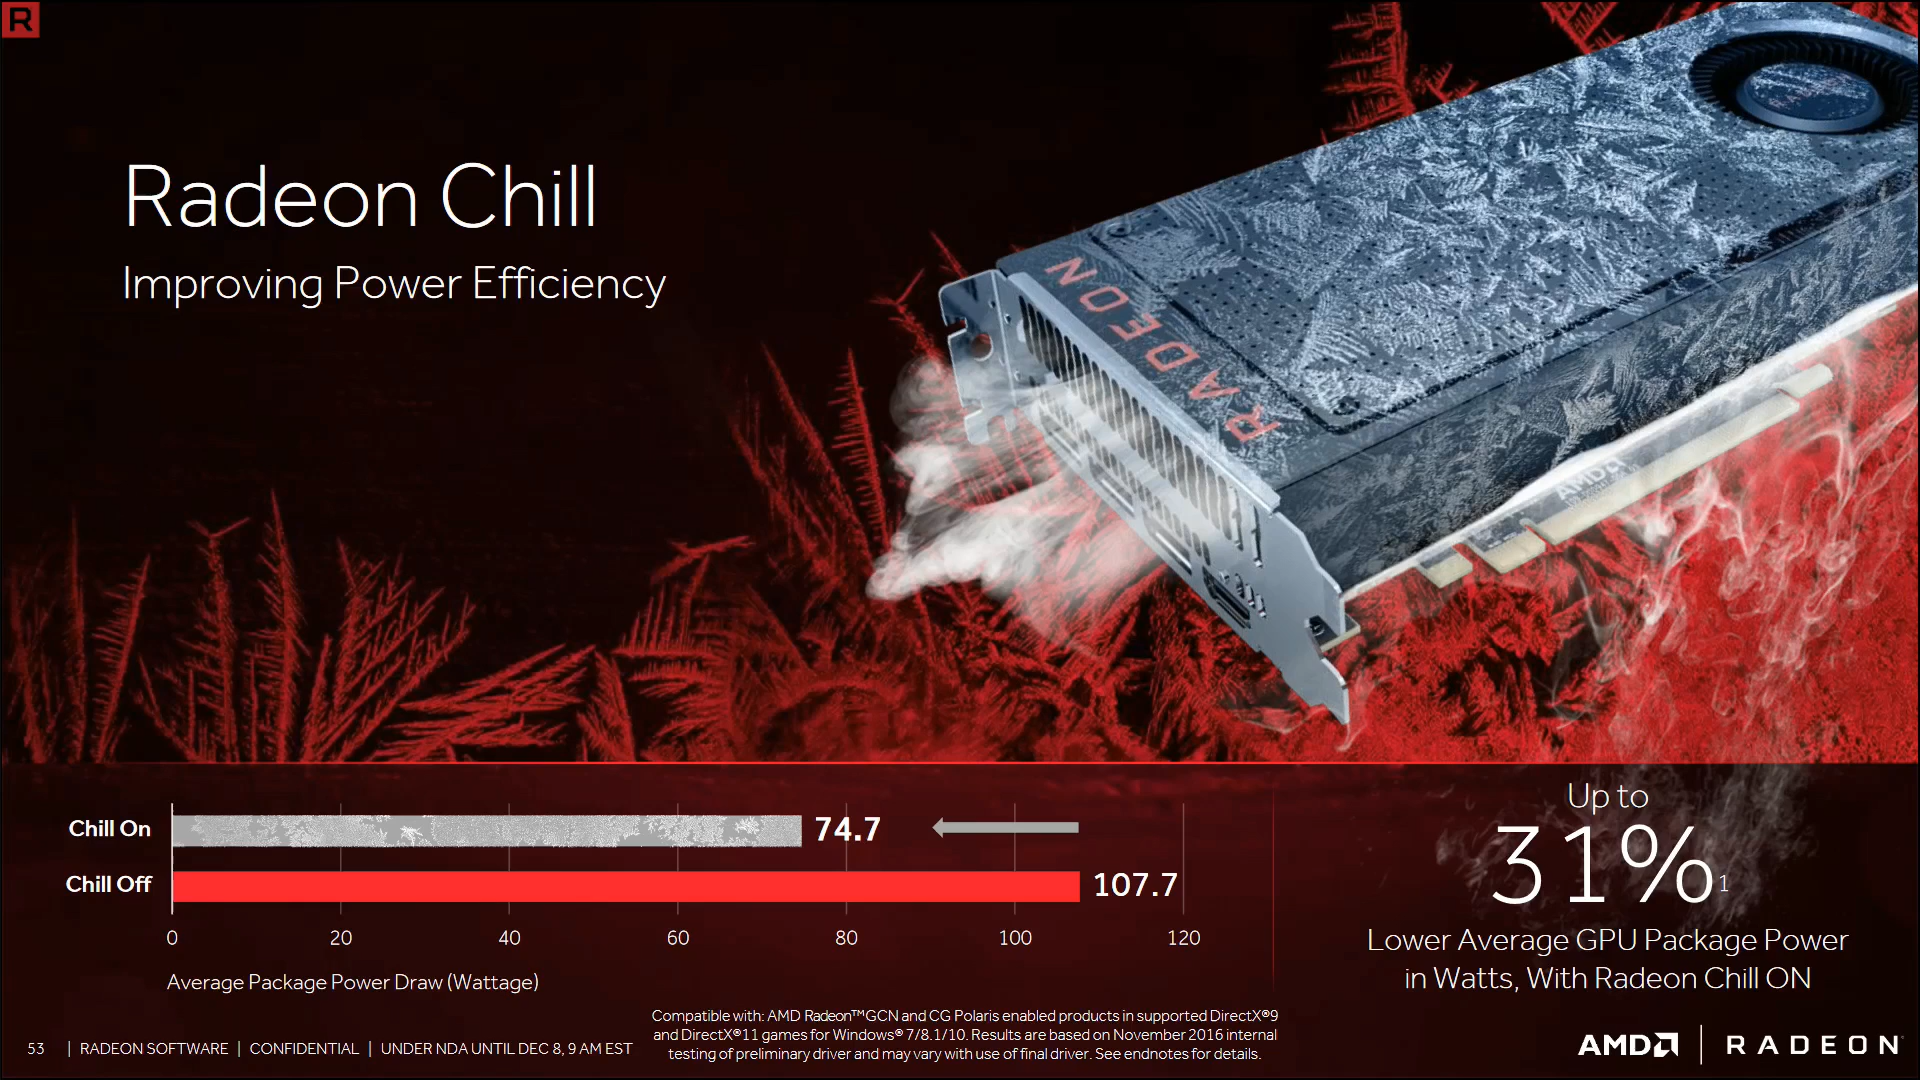 R
Radeon Chill
Improving Power Efficiency
RADEON
AMD
Chill On
74.7
Chill Off
107.7
0 20 40 60 80 100 120
Average Package Power Draw (Wattage)
Up to
31%1
Lower Average GPU Package Power
in Watts, With Radeon Chill ON
Compatible with: AMD Radeon™GCN and CG Polaris enabled products in supported DirectX®9
and DirectX®11 games for Windows® 7/8.1/10. Results are based on November 2016 internal
testing of preliminary driver and may vary with use of final driver. See endnotes for details.
53 | RADEON SOFTWARE | CONFIDENTIAL | UNDER NDA UNTIL DEC 8, 9 AM EST
AMD | RADEON